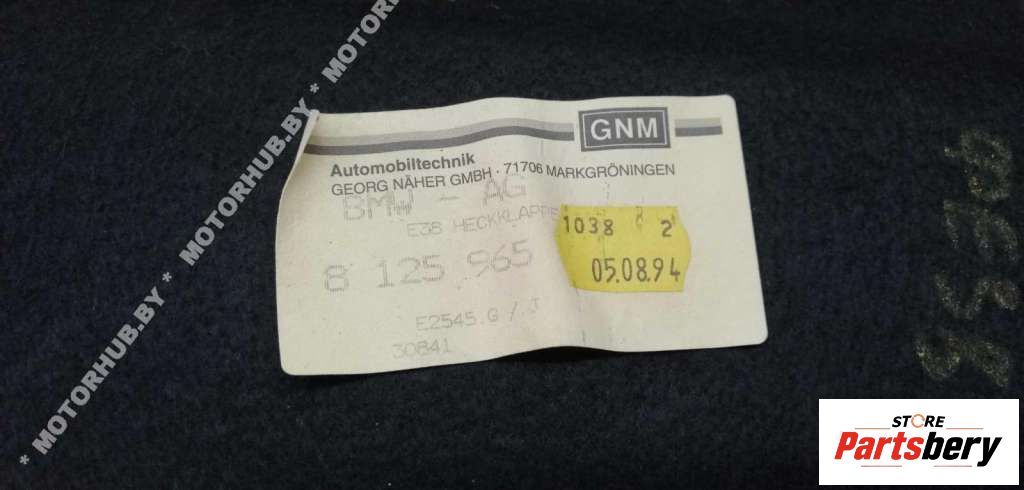 * MOTORHUB.BY * MOTORHUB.BY * MOTOR
GNM
Automobiltechnik
GEORG NÄHER GMBH · 71706 MARKGRÖNINGEN
BMW - AG
E38 HECKKLAPPE
1038 2
8 125 965
05.08.94
E2545.G / J
30841
STORE
Partsbery